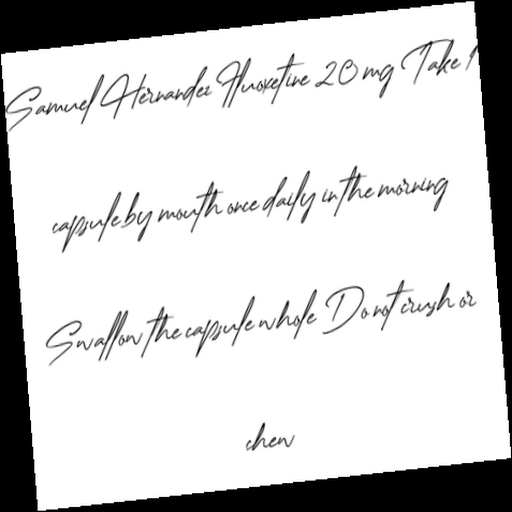 Samuel Hernandez Fluoxetine 20 mg Take 1
capsule by mouth once daily in the morning
Swallow the capsule whole Do not crush or
chew